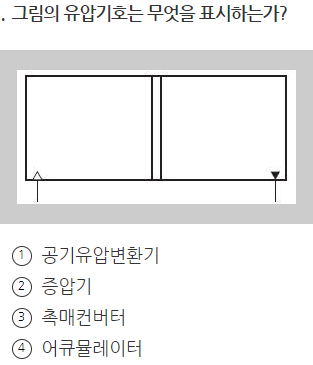 . 그림의 유압기호는 무엇을 표시하는가?
① 공기유압변환기
② 증압기
③ 촉매컨버터
④ 어큐뮬레이터